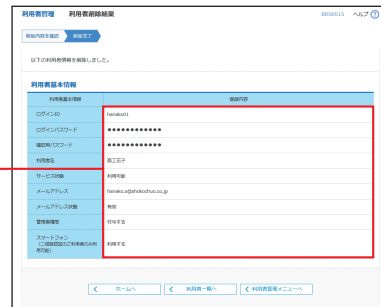 利用者管理 利用者削除結果 BRSK015 ヘルプ ?
削除内容を確認 削除完了
以下の利用者情報を削除しました。
利用者基本情報
利用者基本情報 登録内容
ログインID hanako01
ログインパスワード ●●●●●●●●●●●●
確認用パスワード ●●●●●●●●●●●●
利用者名 商工花子
サービス状態 利用可能
メールアドレス hanako.s@shokochuo.co.jp
メールアドレス状態 有効
管理者権限 付与する
スマートフォン
(二経路認証のご利用者のみ利 利用する
用可能)
ホームへ 利用者一覧へ 利用者管理メニューへ